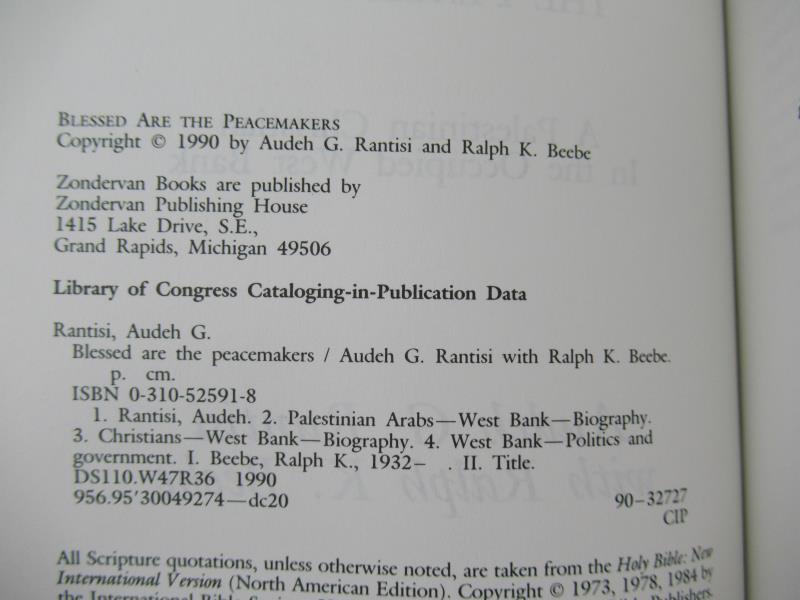 BLESSED ARE THE PEACEMAKERS
Copyright © 1990 by Audeh G. Rantisi and Ralph K. Beebe
Zondervan Books are published by
Zondervan Publishing House
1415 Lake Drive, S.E.,
Grand Rapids, Michigan 49506
Library of Congress Cataloging-in-Publication Data
Rantisi, Audeh G.
Blessed are the peacemakers / Audeh G. Rantisi with Ralph K. Beebe.
p. cm.
ISBN 0-310-52591-8
1. Rantisi, Audeh. 2. Palestinian Arabs—West Bank—Biography.
3. Christians—West Bank—Biography. 4. West Bank—Politics and
government. I. Beebe, Ralph K., 1932– . II. Title.
DS110.W47R36 1990
956.95'30049274—dc20 90–32727
CIP
All Scripture quotations, unless otherwise noted, are taken from the Holy Bible: New
International Version (North American Edition). Copyright © 1973, 1978, 1984 by
the International Bible Publishers.